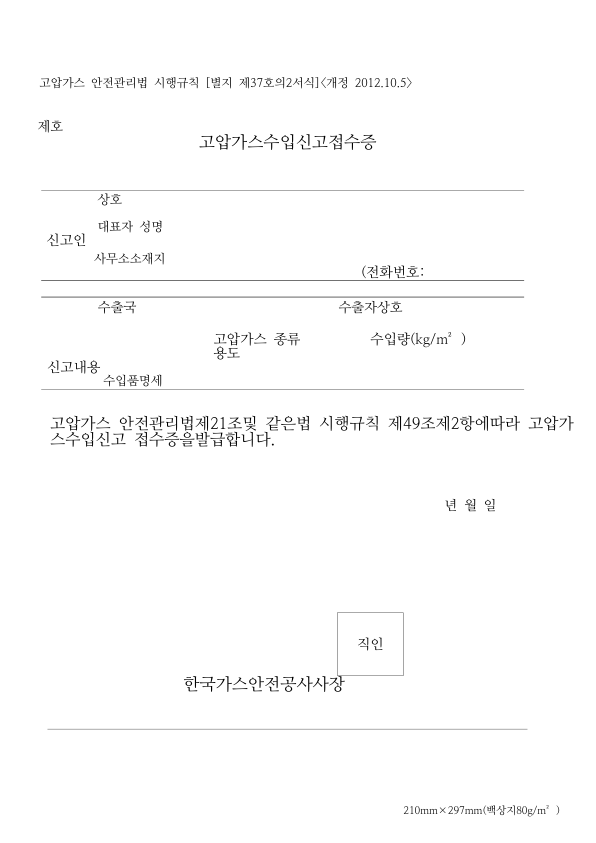 고압가스 안전관리법 시행규칙 [별지 제37호의2서식]<개정 2012.10.5>
제호
고압가스수입신고접수증
상호
대표자 성명
신고인
사무소소재지
(전화번호:
수출국 수출자상호
고압가스 종류 수입량(kg/m² )
용도
신고내용
수입품명세
고압가스 안전관리법제21조및 같은법 시행규칙 제49조제2항에따라 고압가
스수입신고 접수증을발급합니다.
년 월 일
직인
한국가스안전공사사장
210mm×297mm(백상지80g/m² )